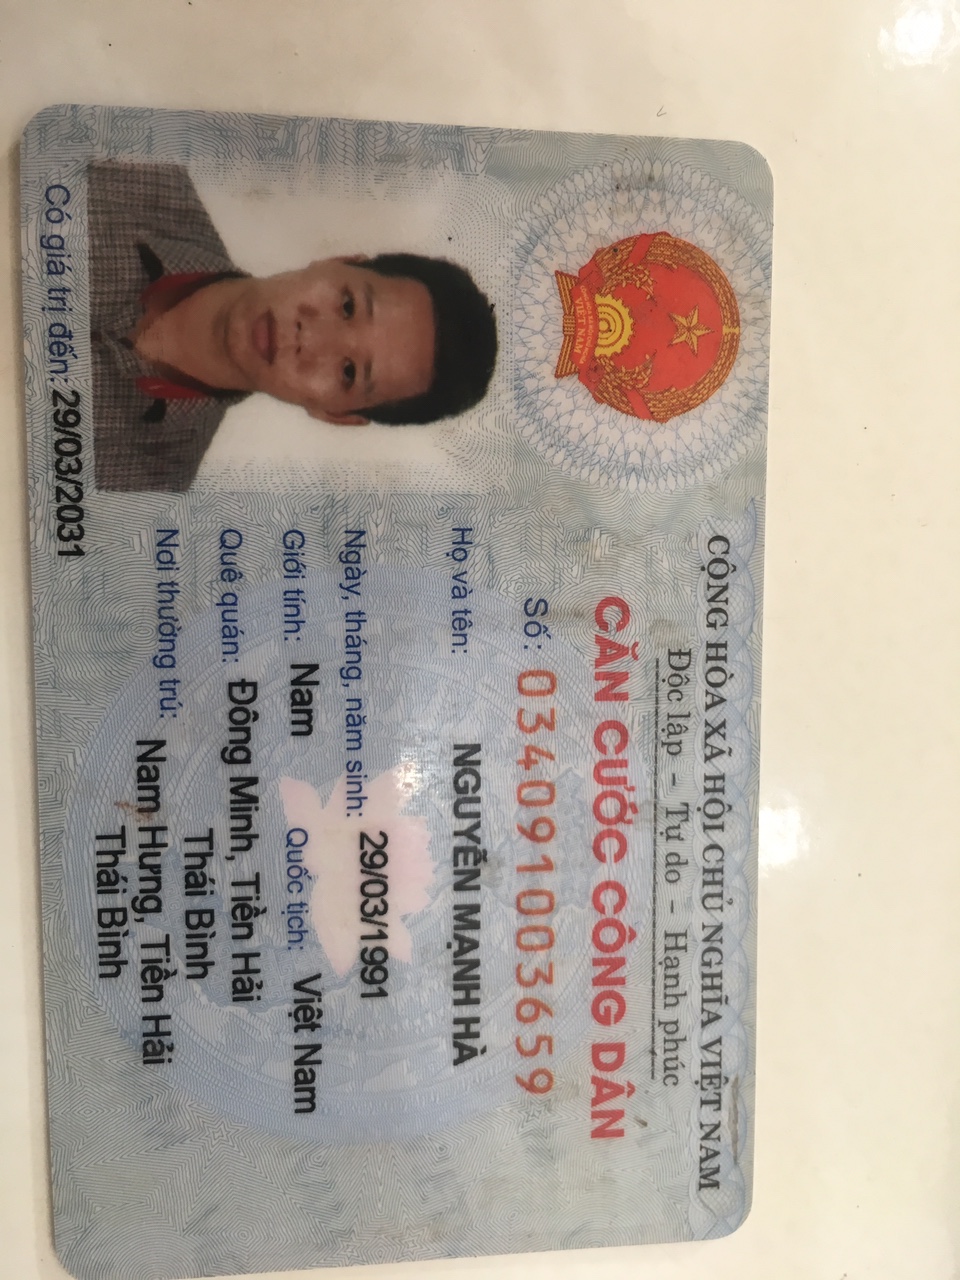 CỘNG HÒA XÃ HỘI CHỦ NGHĨA VIỆT NAM
Độc lập – Tự do – Hạnh phúc
CĂN CƯỚC CÔNG DÂN
Số: 034091003659
Họ và tên: NGUYỄN MẠNH HÀ
Ngày, tháng, năm sinh: 29/03/1991
Giới tính: Nam Quốc tịch: Việt Nam
Quê quán: Đông Minh, Tiền Hải
Thái Bình
Nơi thường trú: Nam Hưng, Tiền Hải
Thái Bình
Có giá trị đến: 29/03/2031
CỘNG HÒA XÃ HỘI CHỦ NGHĨA
VIỆT NAM